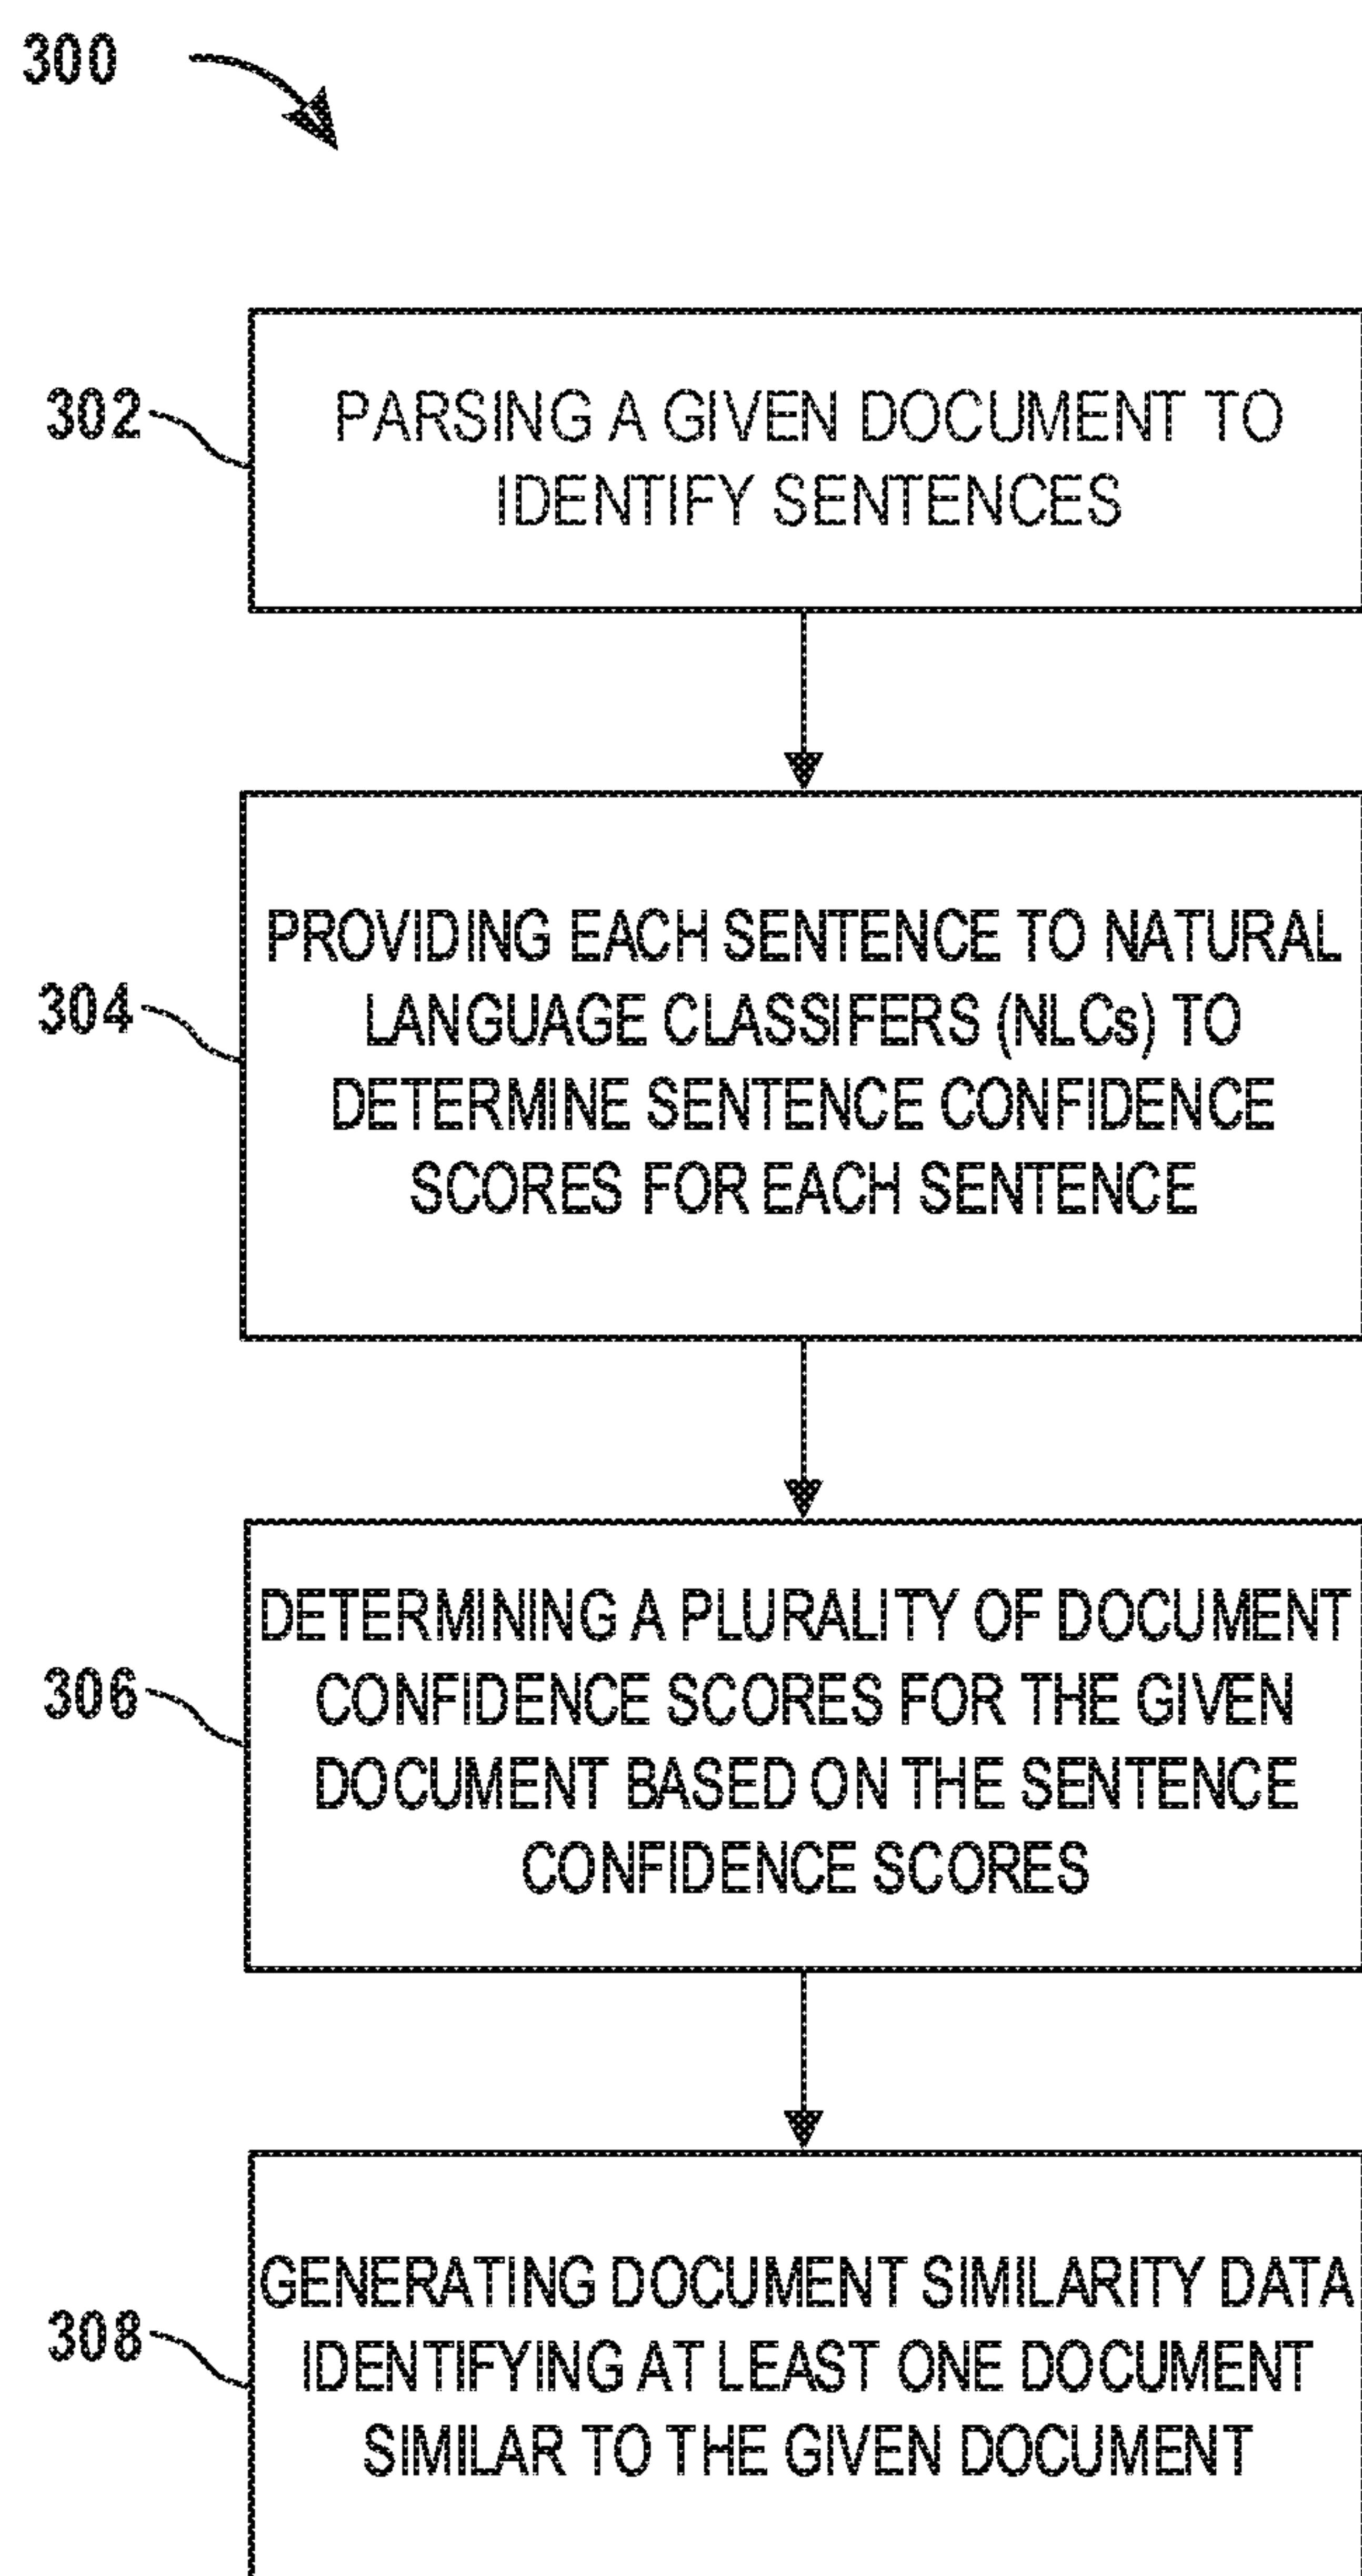 300
302
PARSING A GIVEN DOCUMENT TO
IDENTIFY SENTENCES
304
PROVIDING EACH SENTENCE TO NATURAL
LANGUAGE CLASSIFERS (NLCs) TO
DETERMINE SENTENCE CONFIDENCE
SCORES FOR EACH SENTENCE
306
DETERMINING A PLURALITY OF DOCUMENT
CONFIDENCE SCORES FOR THE GIVEN
DOCUMENT BASED ON THE SENTENCE
CONFIDENCE SCORES
308
GENERATING DOCUMENT SIMILARITY DATA
IDENTIFYING AT LEAST ONE DOCUMENT
SIMILAR TO THE GIVEN DOCUMENT